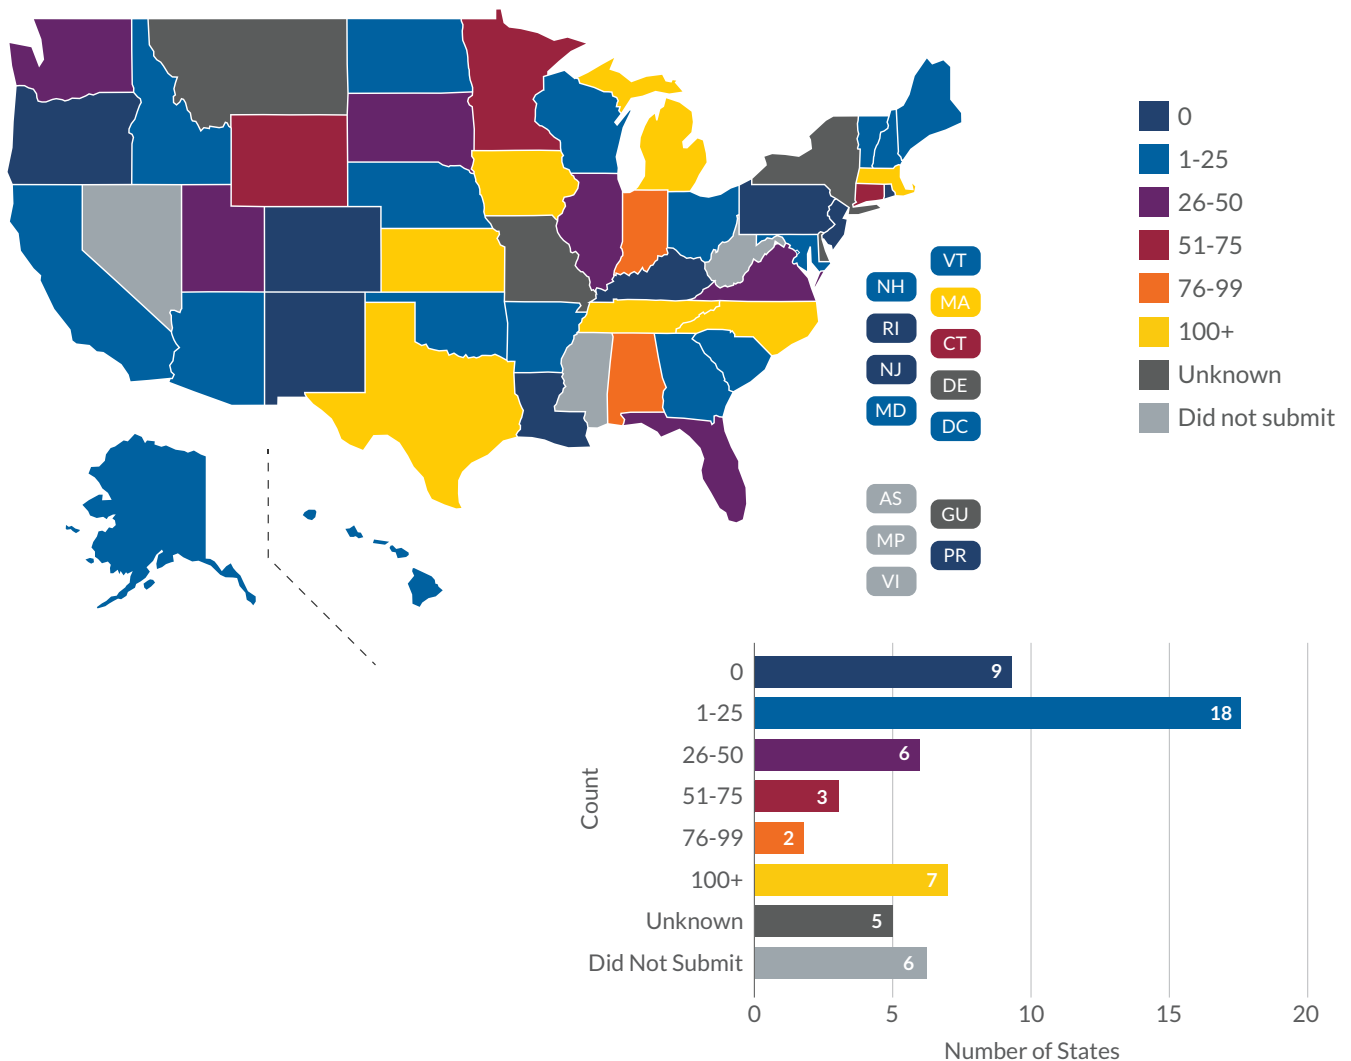 0
1-25
26-50
51-75
76-99
100+
Unknown
Did not submit
VT
NH
MA
RI
CT
NJ
DE
MD
DC
AS
GU
MP
PR
VI
0 9
1-25 18
26-50 6
51-75 3
76-99 2
100+ 7
Unknown 5
Did Not Submit 6
Count
0 5 10 15 20
Number of States